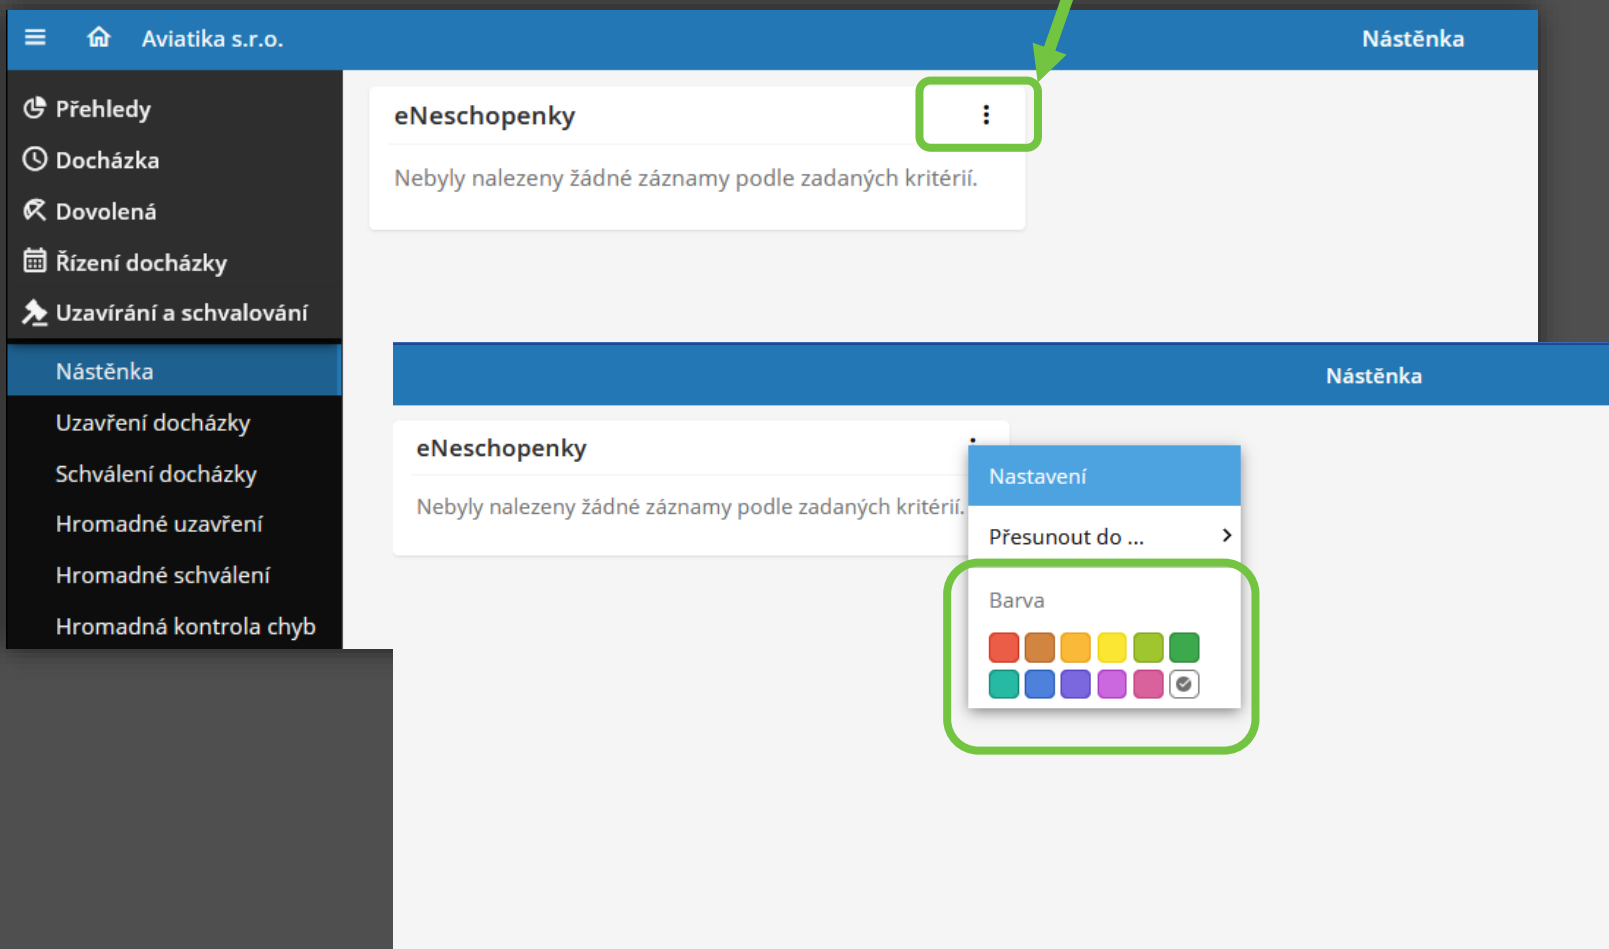 Aviatika s.r.o.
Nástěnka
Přehledy
Docházka
Dovolená
Řízení docházky
Uzavírání a schvalování
Nástěnka
Uzavření docházky
Schválení docházky
Hromadné uzavření
Hromadné schválení
Hromadná kontrola chyb
eNeschopenky
Nebyly nalezeny žádné záznamy podle zadaných kritérií.
Nástěnka
eNeschopenky
Nebyly nalezeny žádné záznamy podle zadaných kritérií.
Nastavení
Přesunout do ...
Barva